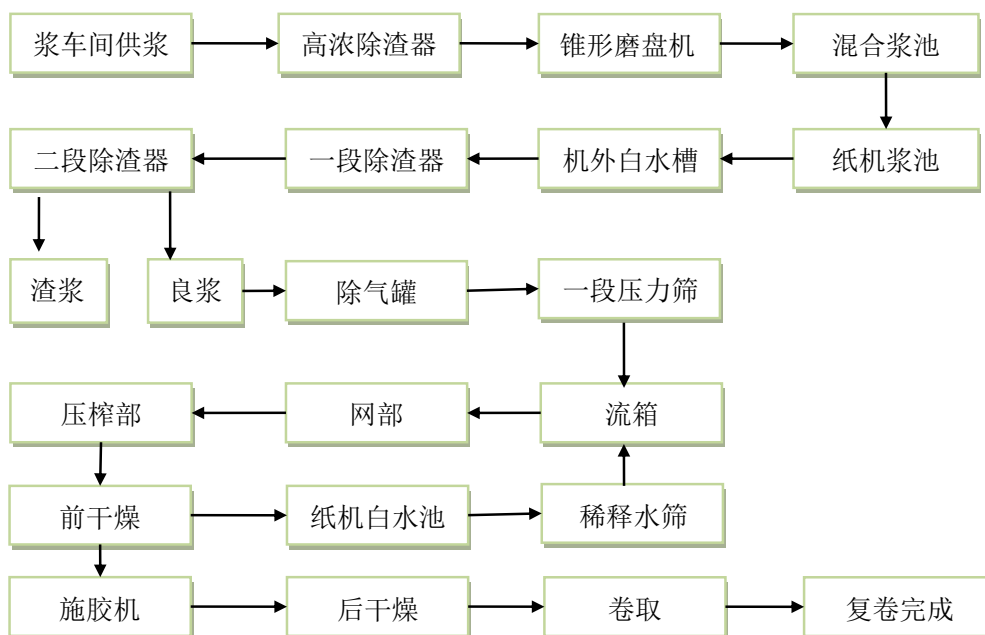 浆车间供浆
高浓除渣器
锥形磨盘机
混合浆池
二段除渣器
一段除渣器
机外白水槽
纸机浆池
渣浆
良浆
除气罐
一段压力筛
压榨部
网部
流箱
前干燥
纸机白水池
稀释水筛
施胶机
后干燥
卷取
复卷完成